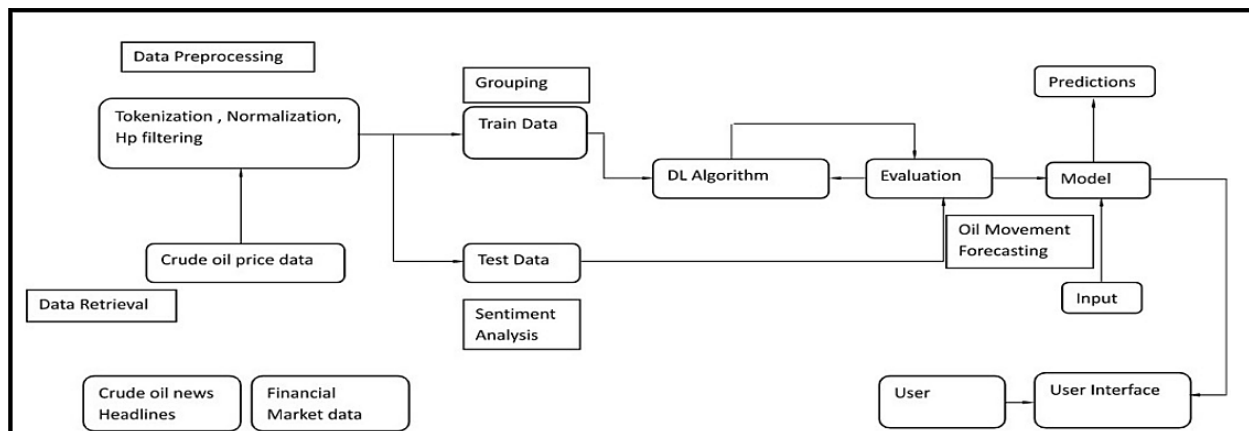 Data Preprocessing
Tokenization , Normalization,
Hp filtering
Crude oil price data
Data Retrieval
Crude oil news
Headlines
Financial
Market data
Grouping
Train Data
Test Data
Sentiment
Analysis
DL Algorithm
Evaluation
Oil Movement
Forecasting
Predictions
Model
Input
User
User Interface